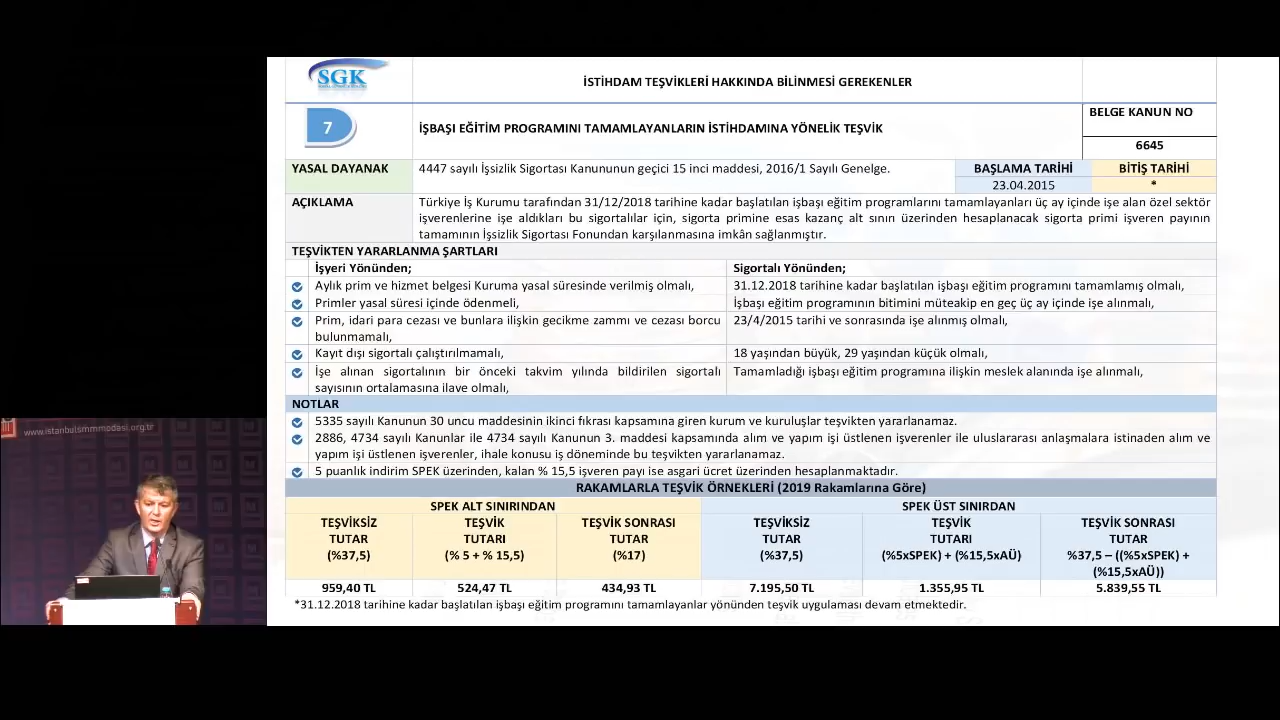 SGK
İSTİHDAM TEŞVİKLERİ HAKKINDA BİLİNMESİ GEREKENLER
7
İŞBAŞI EĞİTİM PROGRAMINI TAMAMLAYANLARIN İSTİHDAMINA YÖNELİK TEŞVİK
BELGE KANUN NO
6645
YASAL DAYANAK
4447 sayılı İşsizlik Sigortası Kanununun geçici 15 inci maddesi, 2016/1 Sayılı Genelge.
BAŞLAMA TARİHİ
BİTİŞ TARİHİ
23.04.2015
*
AÇIKLAMA
Türkiye İş Kurumu tarafından 31/12/2018 tarihine kadar başlatılan işbaşı eğitim programlarını tamamlayanları üç ay içinde işe alan özel sektör
işverenlerine işe aldıkları bu sigortalılar için, sigorta primine esas kazanç alt sınırı üzerinden hesaplanacak sigorta primi işveren payının
tamamının İşsizlik Sigortası Fonundan karşılanmasına imkân sağlanmıştır.
TEŞVİKTEN YARARLANMA ŞARTLARI
İşyeri Yönünden;
Sigortalı Yönünden;
Aylık prim ve hizmet belgesi Kuruma yasal süresinde verilmiş olmalı,
31.12.2018 tarihine kadar başlatılan işbaşı eğitim programını tamamlamış olmalı,
Primler yasal süresi içinde ödenmeli,
İşbaşı eğitim programının bitimini müteakip en geç üç ay içinde işe alınmalı,
Prim, idari para cezası ve bunlara ilişkin gecikme zammı ve cezası borcu
bulunmamalı,
23/4/2015 tarihi ve sonrasında işe alınmış olmalı,
Kayıt dışı sigortalı çalıştırılmamalı,
18 yaşından büyük, 29 yaşından küçük olmalı,
İşe alınan sigortalının bir önceki takvim yılında bildirilen sigortalı
sayısının ortalamasına ilave olmalı,
Tamamladığı işbaşı eğitim programına ilişkin meslek alanında işe alınmalı,
NOTLAR
5335 sayılı Kanunun 30 uncu maddesinin ikinci fıkrası kapsamına giren kurum ve kuruluşlar teşvikten yararlanamaz.
2886, 4734 sayılı Kanunlar ile 4734 sayılı Kanunun 3. maddesi kapsamında alım ve yapım işi üstlenen işverenler ile uluslararası anlaşmalara istinaden alım ve
yapım işi üstlenen işverenler, ihale konusu iş döneminde bu teşvikten yararlanamaz.
5 puanlık indirim SPEK üzerinden, kalan % 15,5 işveren payı ise asgari ücret üzerinden hesaplanmaktadır.
RAKAMLARLA TEŞVİK ÖRNEKLERİ (2019 Rakamlarına Göre)
SPEK ALT SINIRINDAN
SPEK ÜST SINIRDAN
TEŞVİKSİZ
TUTAR
(%37,5)
TEŞVİK
TUTARI
(% 5 + % 15,5)
TEŞVİK SONRASI
TUTAR
(%17)
TEŞVİKSİZ
TUTAR
(%37,5)
TEŞVİK
TUTARI
(%5xSPEK) + (%15,5xAÜ)
TEŞVİK SONRASI
TUTAR
%37,5 – ((%5xSPEK) +
(%15,5xAÜ))
959,40 TL
524,47 TL
434,93 TL
7.195,50 TL
1.355,95 TL
5.839,55 TL
*31.12.2018 tarihine kadar başlatılan işbaşı eğitim programını tamamlayanlar yönünden teşvik uygulaması devam etmektedir.
www.istanbulsmmmodasi.org.tr